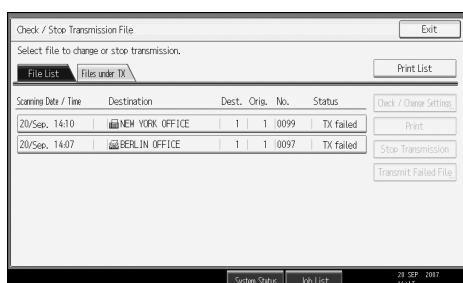 Check / Stop Transmission File
Exit
Select file to change or stop transmission.
File List
Files under TX
Print List
Scanning Date / Time
Destination
Dest.
Orig.
No.
Status
Check / Change Settings
20/Sep. 14:10 NEW YORK OFFICE 1 1 0099 TX failed
Print
20/Sep. 14:07 BERLIN OFFICE 1 1 0097 TX failed
Stop Transmission
Transmit Failed File
System Status
Job List
20 SEP 2007